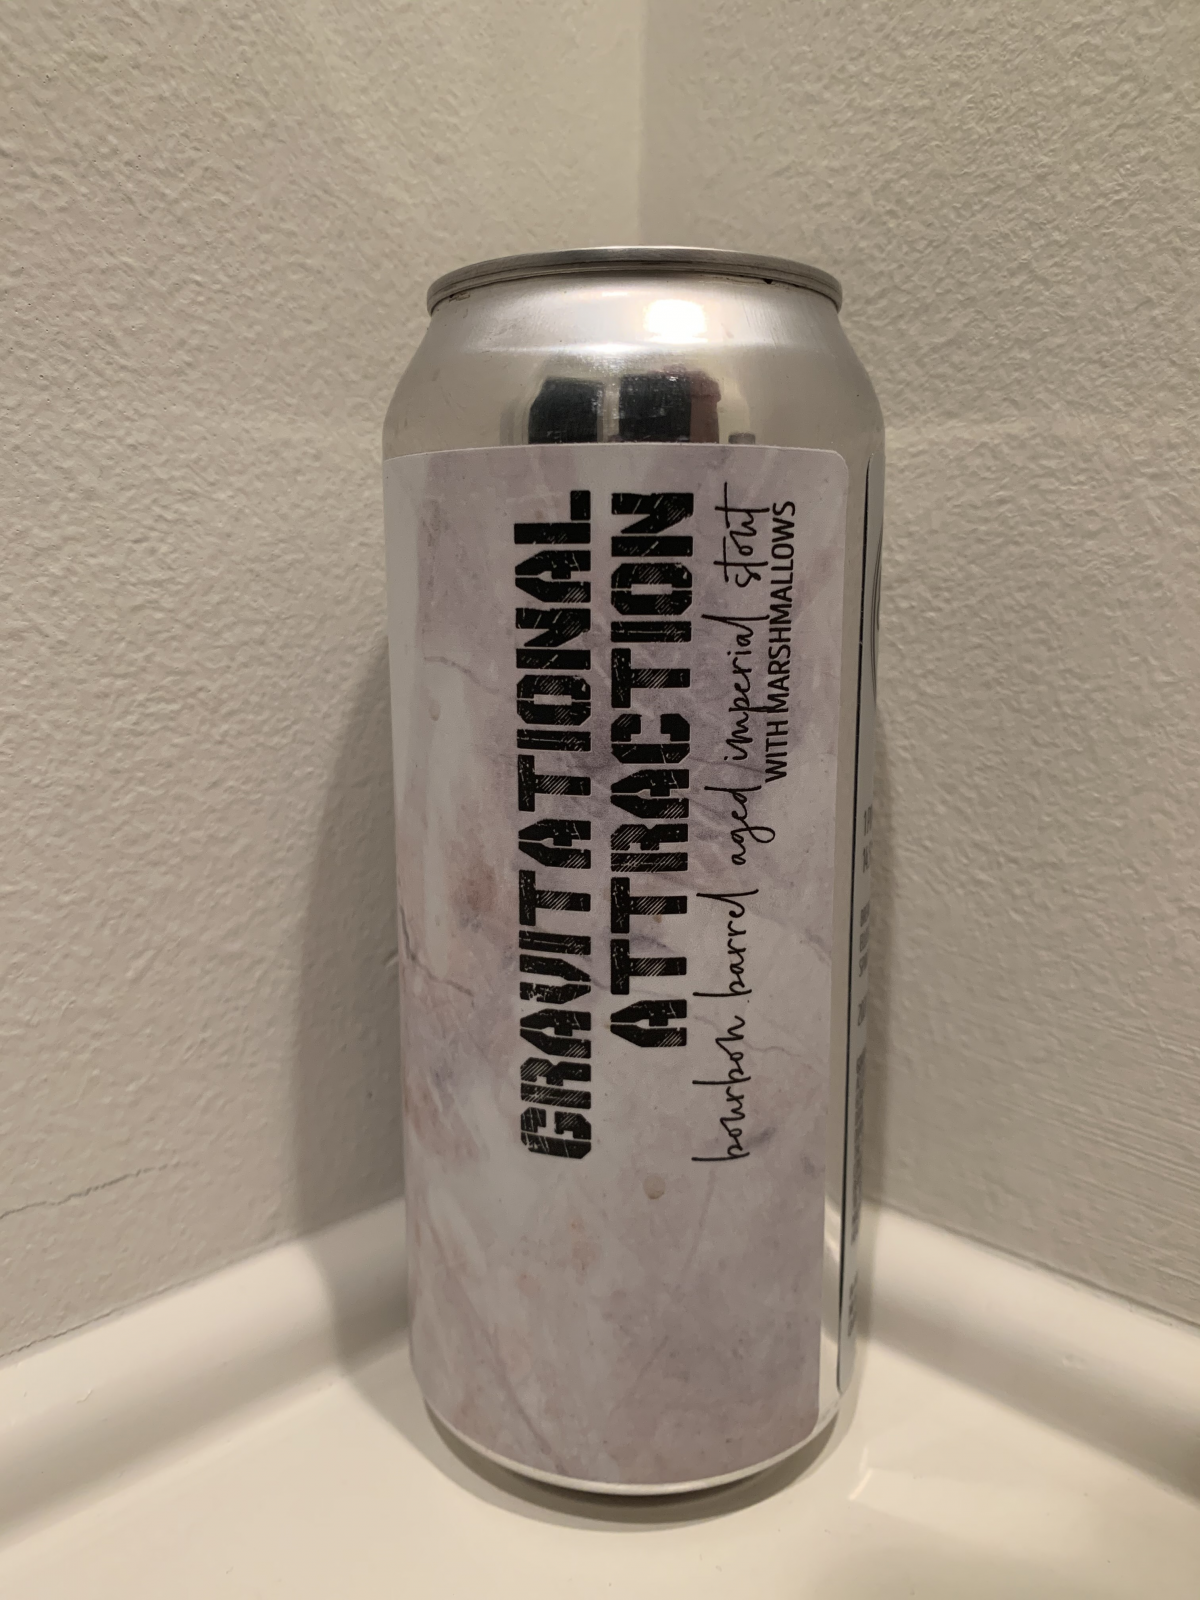 GRAVITATIONAL
ATTRACTION
bourbon barrel aged imperial stout
WITH MARSHMALLOWS